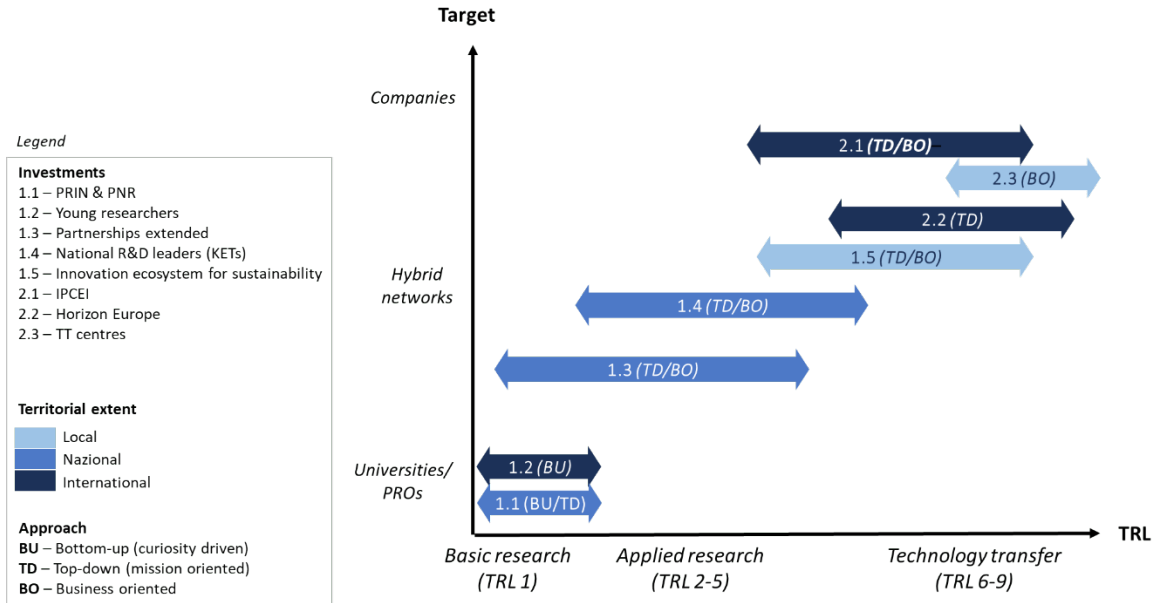 Target
Companies
Legend
Investments
1.1 – PRIN & PNR
1.2 – Young researchers
1.3 – Partnerships extended
1.4 – National R&D leaders (KETs)
1.5 – Innovation ecosystem for sustainability
2.1 – IPCEI
2.2 – Horizon Europe
2.3 – TT centres
Territorial extent
Local
Nazional
International
Approach
BU – Bottom-up (curiosity driven)
TD – Top-down (mission oriented)
BO – Business oriented
Hybrid
networks
Universities/
PROs
2.1 (TD/BO)–
2.3 (BO)
2.2 (TD)
1.5 (TD/BO)
1.4 (TD/BO)
1.3 (TD/BO)
1.2 (BU)
1.1 (BU/TD)
TRL
Basic research
(TRL 1)
Applied research
(TRL 2-5)
Technology transfer
(TRL 6-9)